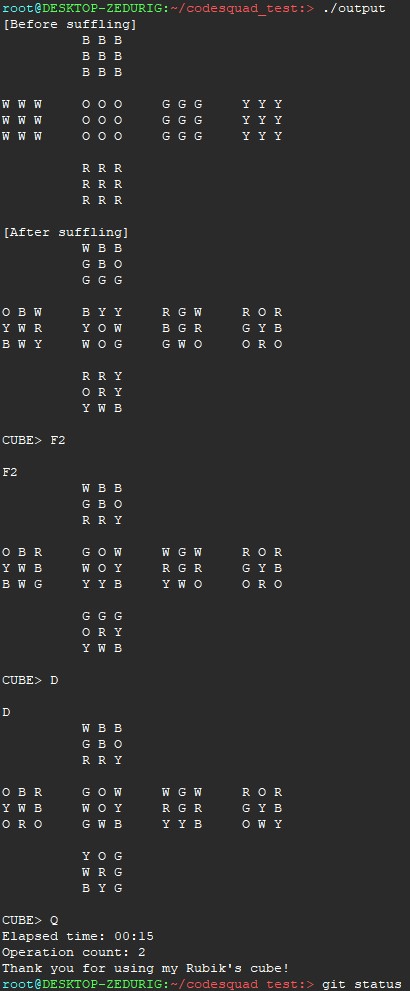 root@DESKTOP-ZEDURIG:~/codesquad_test:> ./output
[Before suffling]
B B B
B B B
B B B
W W W O O O G G G Y Y Y
W W W O O O G G G Y Y Y
W W W O O O G G G Y Y Y
R R R
R R R
R R R
[After suffling]
W B B
G B O
G G G
O B W B Y Y R G W R O R
Y W R Y O W B G R G Y B
B W Y W O G G W O O R O
R R Y
O R Y
Y W B
CUBE> F2
F2
W B B
G B O
R R Y
O B R G O W W G W R O R
Y W B W O Y R G R G Y B
B W G Y Y B Y W O O R O
G G G
O R Y
Y W B
CUBE> D
D
W B B
G B O
R R Y
O B R G O W W G W R O R
Y W B W O Y R G R G Y B
O R O G W B Y Y B O W Y
Y O G
W R G
B Y G
CUBE> Q
Elapsed time: 00:15
Operation count: 2
Thank you for using my Rubik's cube!
root@DESKTOP-ZEDURIG:~/codesquad_test:> git status